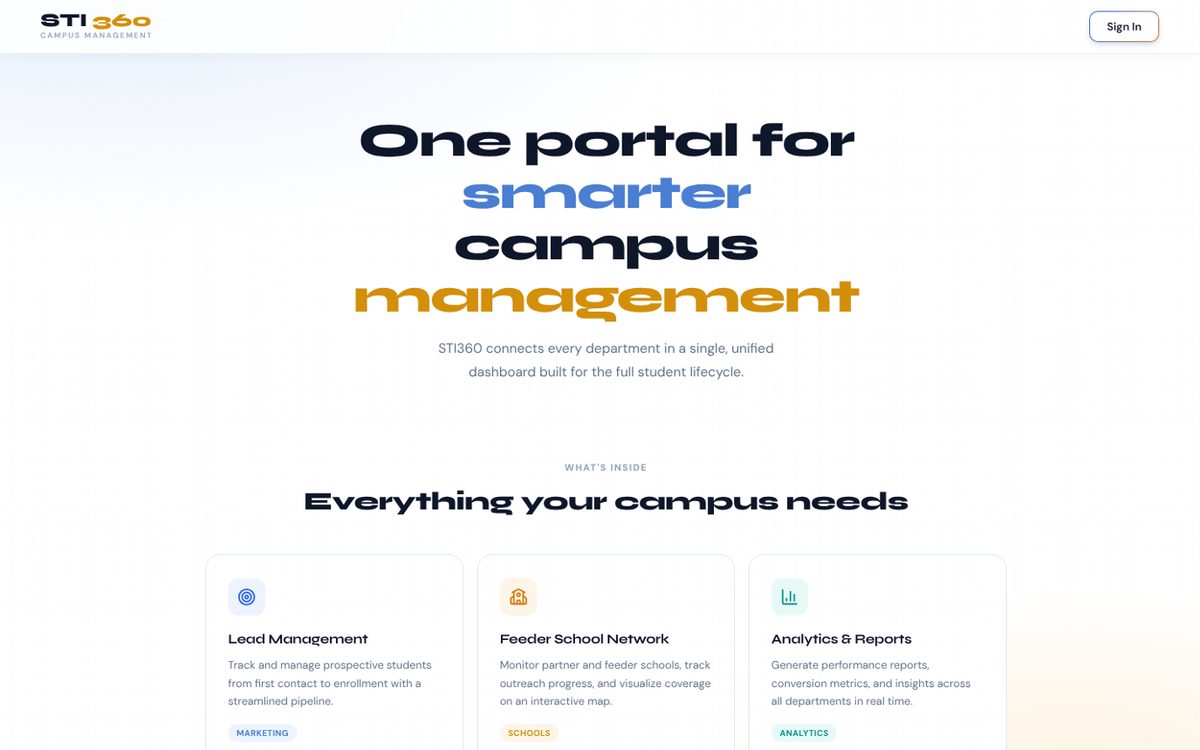 STI 360
CAMPUS MANAGEMENT
Sign In
One portal for
smarter
campus
management
STI360 connects every department in a single, unified
dashboard built for the full student lifecycle.
WHAT'S INSIDE
Everything your campus needs
Lead Management
Track and manage prospective students
from first contact to enrollment with a
streamlined pipeline.
MARKETING
Feeder School Network
Monitor partner and feeder schools, track
outreach progress, and visualize coverage
on an interactive map.
SCHOOLS
Analytics & Reports
Generate performance reports,
conversion metrics, and insights across
all departments in real time.
ANALYTICS